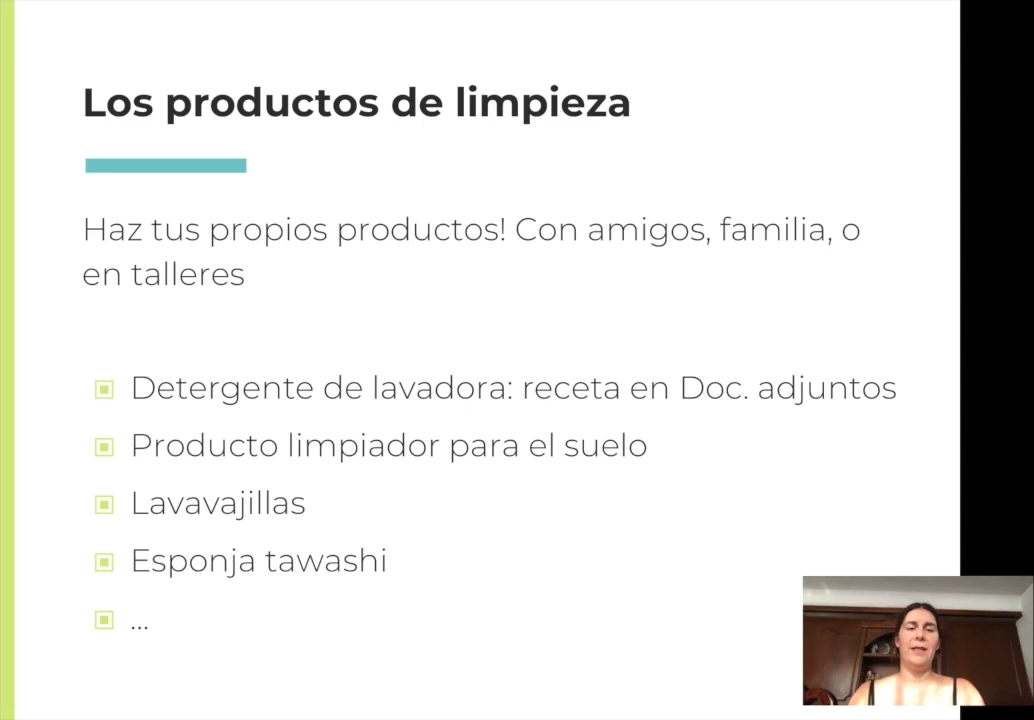 Los productos de limpieza
Haz tus propios productos! Con amigos, familia, o
en talleres
Detergente de lavadora: receta en Doc. adjuntos
Producto limpiador para el suelo
Lavavajillas
Esponja tawashi
...